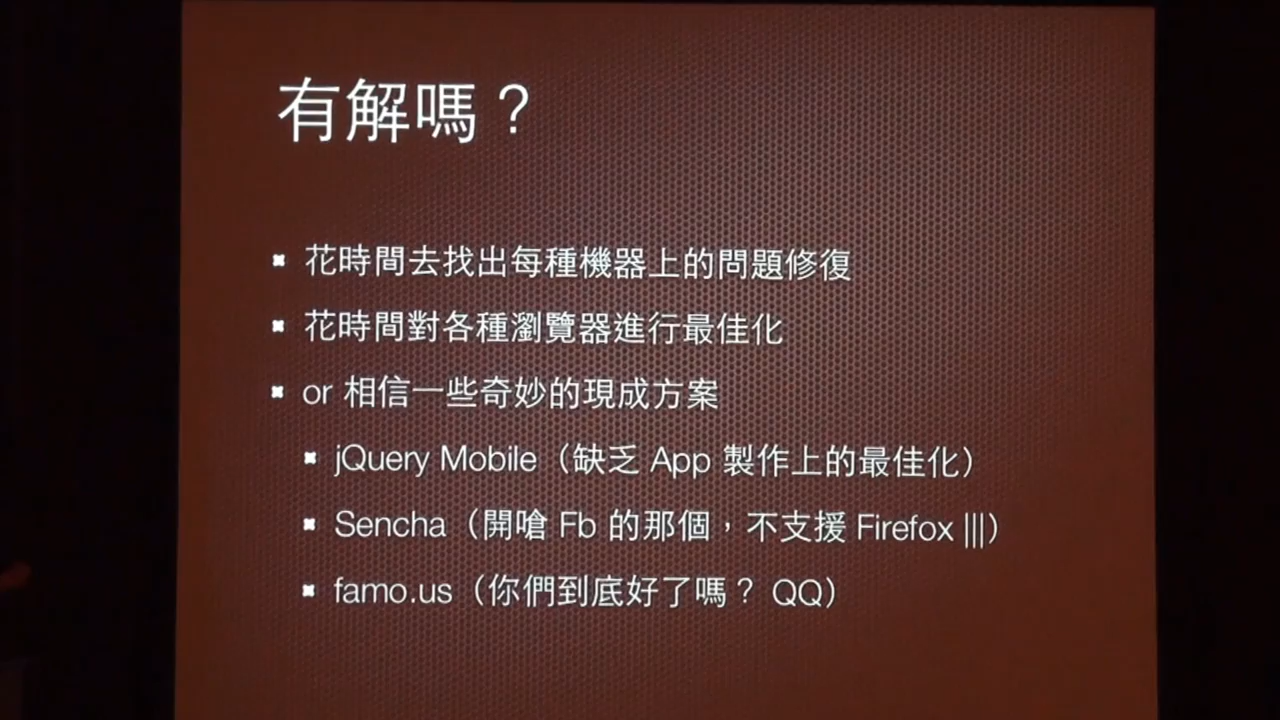 有解嗎？
花時間去找出每種機器上的問題修復
花時間對各種瀏覽器進行最佳化
or 相信一些奇妙的現成方案
jQuery Mobile（缺乏 App 製作上的最佳化）
Sencha（開嗆 Fb 的那個，不支援 Firefox |||）
famo.us（你們到底好了嗎？ QQ）